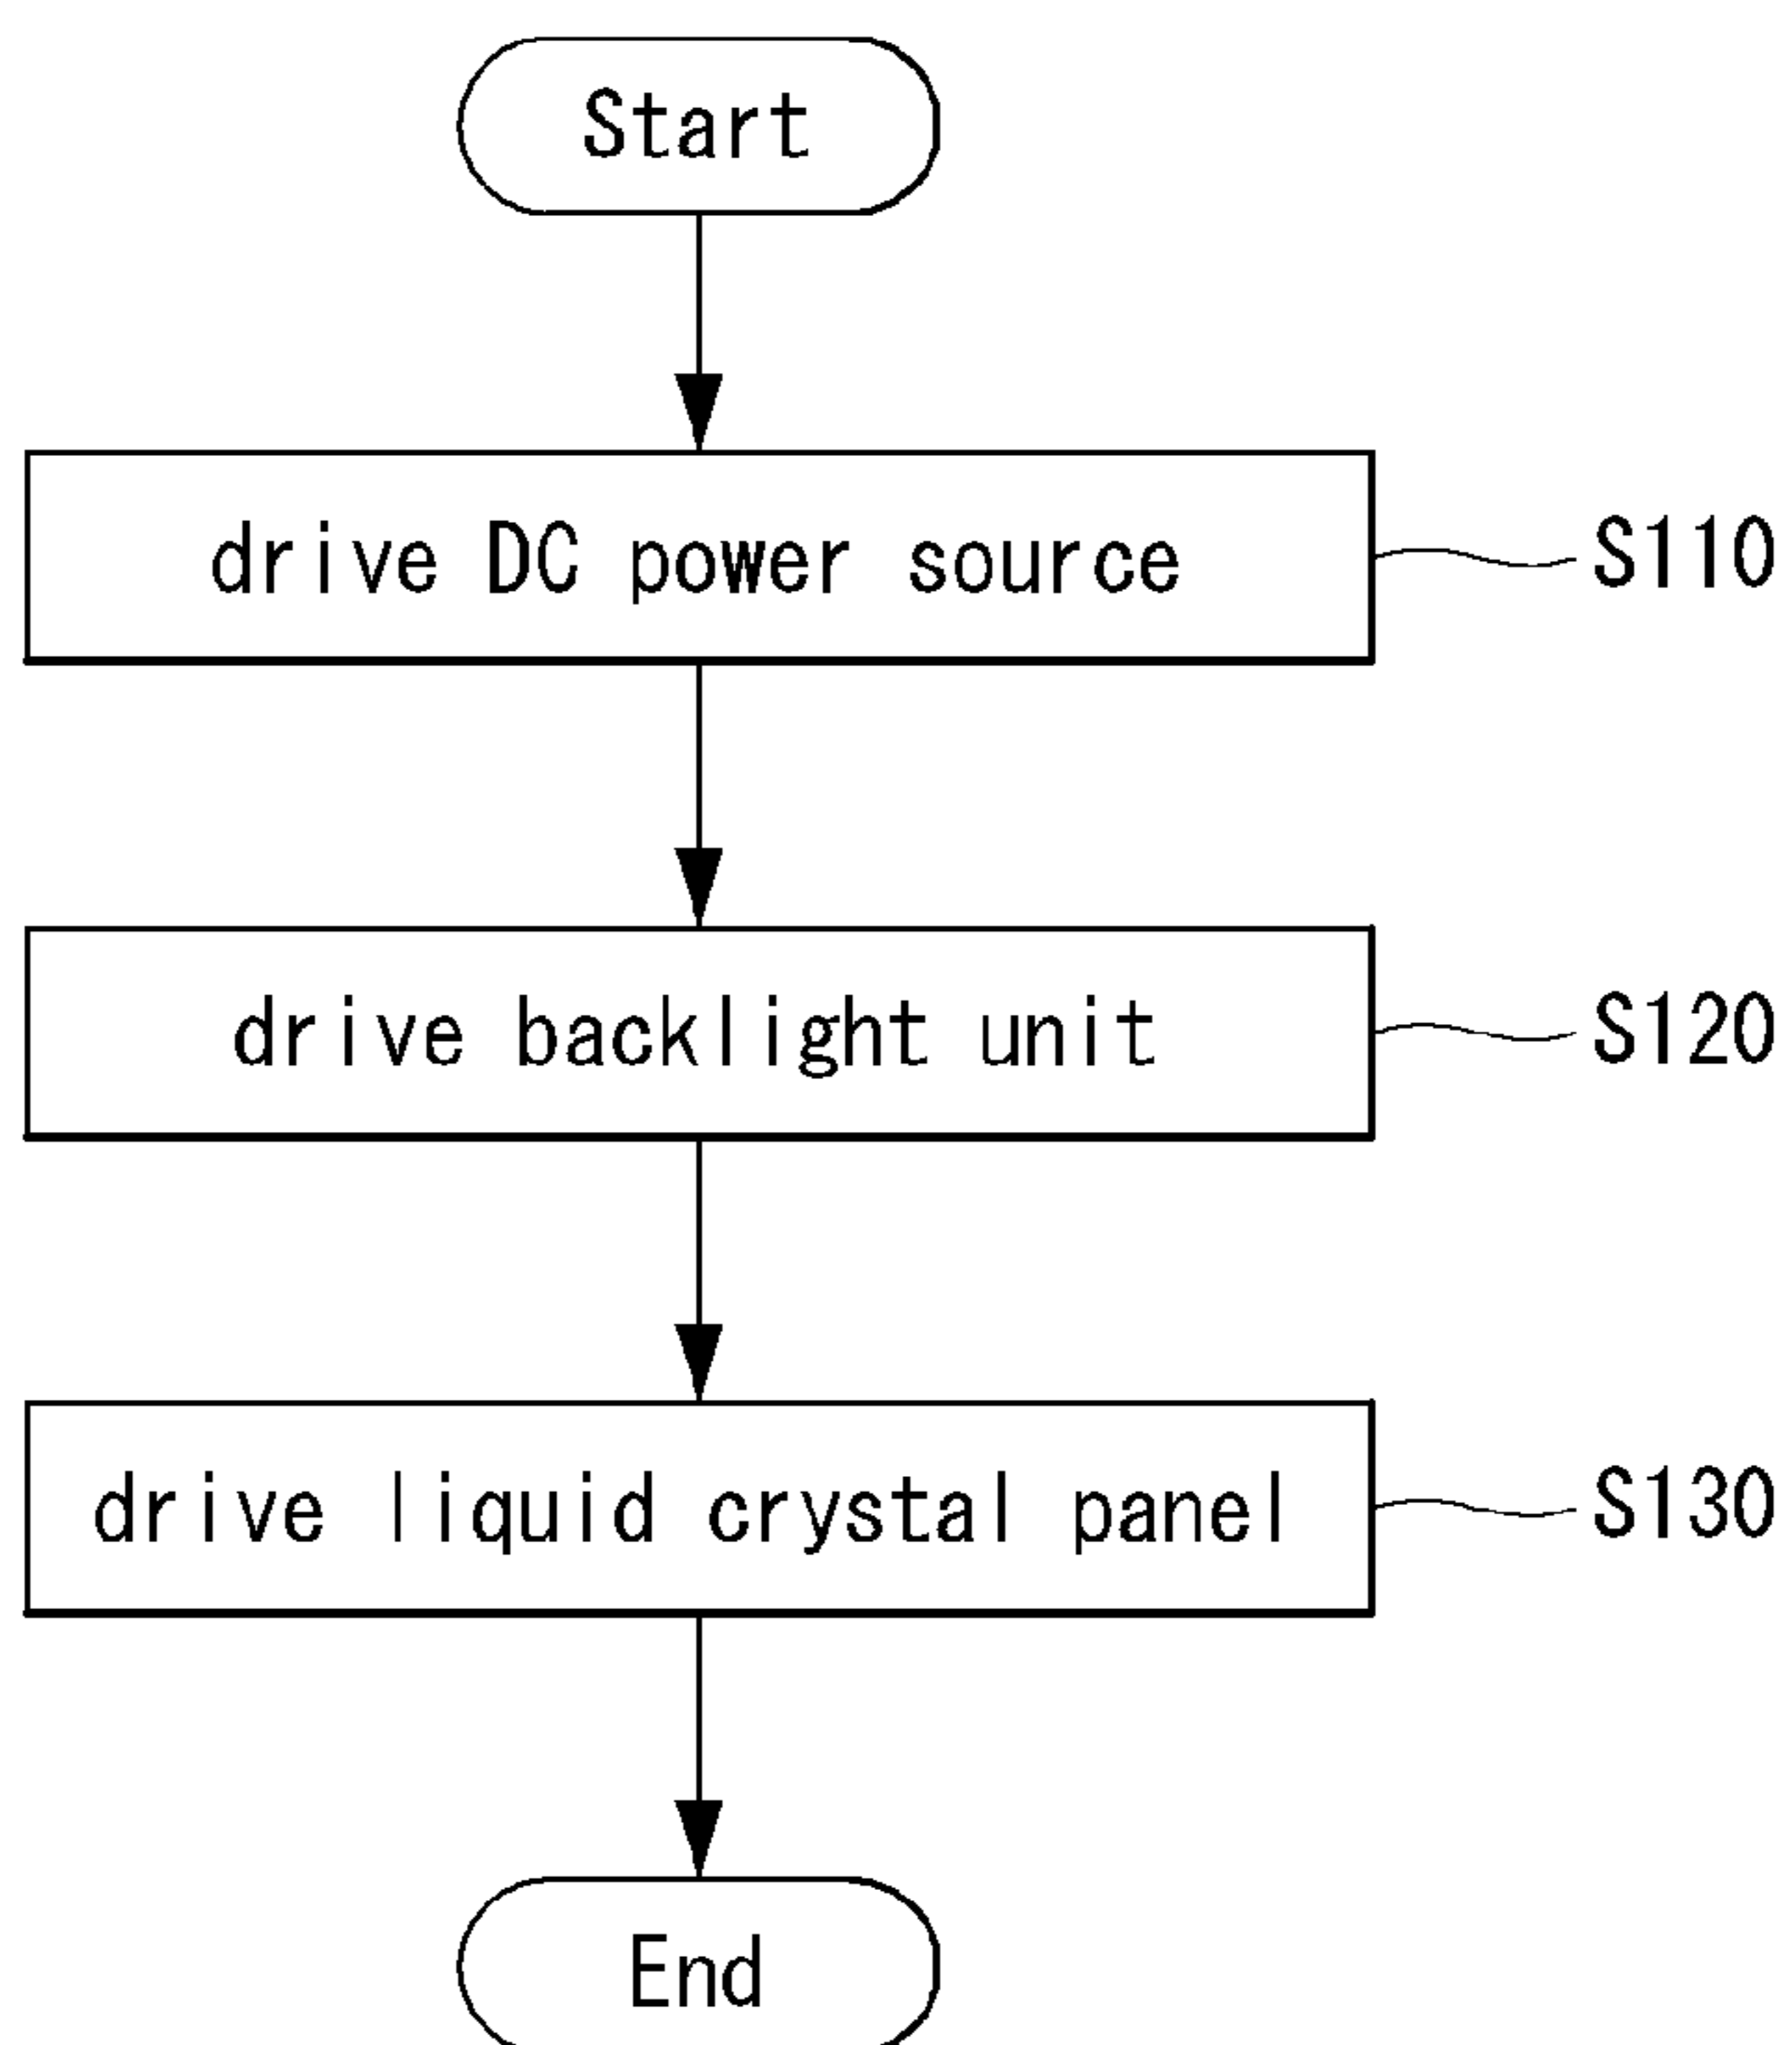 Start
drive DC power source
S110
drive backlight unit
S120
drive liquid crystal panel
S130
End